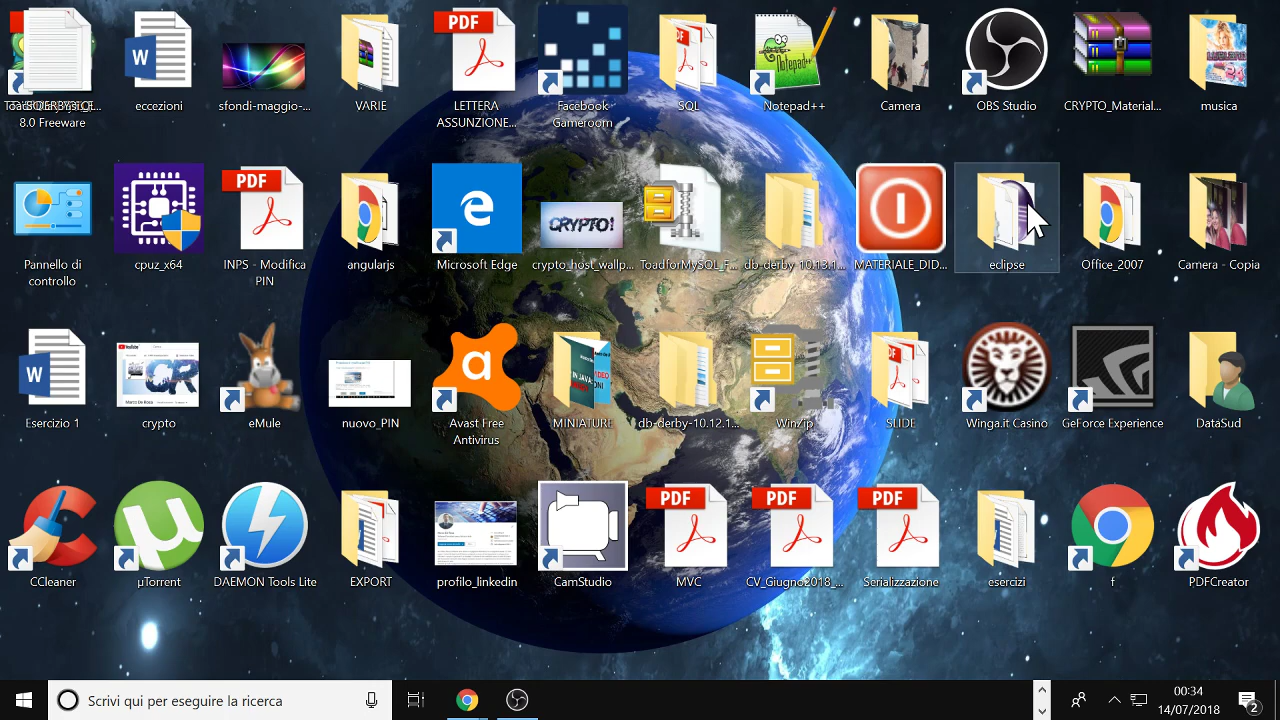 8.0 Freeware
eccezioni
sfondi-maggio-...
VARIE
PDF
LETTERA
ASSUNZIONE...
Facebook
Gameroom
SQL
Notepad++
Camera
OBS Studio
CRYPTO_Material...
musica
Pannello di
controllo
cpuz_x64
PDF
INPS - Modifica
PIN
angularjs
Microsoft Edge
CRYPTO!
crypto_host_wallp...
ToadforMySQL_F...
db-derby-10.13.1...
MATERIALE_DID...
eclipse
Office_2007
Camera - Copia
W
Esercizio 1
crypto
eMule
nuovo_PIN
Avast Free
Antivirus
MINIATURE
db-derby-10.12.1...
WinZip
SLIDE
Winga.it Casino
GeForce Experience
DataSud
CCleaner
µTorrent
DAEMON Tools Lite
EXPORT
profilo_linkedin
CamStudio
PDF
MVC
PDF
CV_Giugno2018_...
PDF
Serializzazione
esercizi
f
PDFCreator
Scrivi qui per eseguire la ricerca
00:34
14/07/2018
2